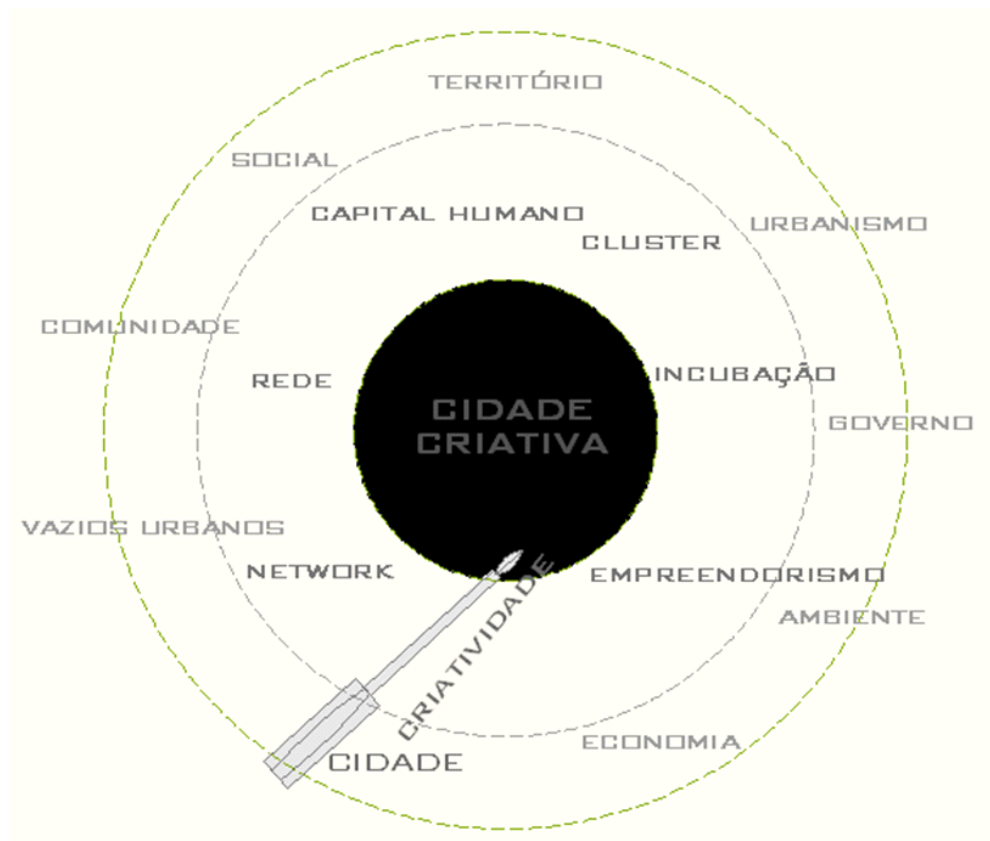 TERRITÓRIO
SOCIAL
CAPITAL HUMANO
URBANISMO
CLUSTER
COMUNIDADE
REDE
INCUBAÇÃO
CIDADE
CRIATIVA
GOVERNO
VAZIOS URBANOS
NETWORK
EMPREENDORISMO
AMBIENTE
CRIATIVIDADE
ECONOMIA
CIDADE